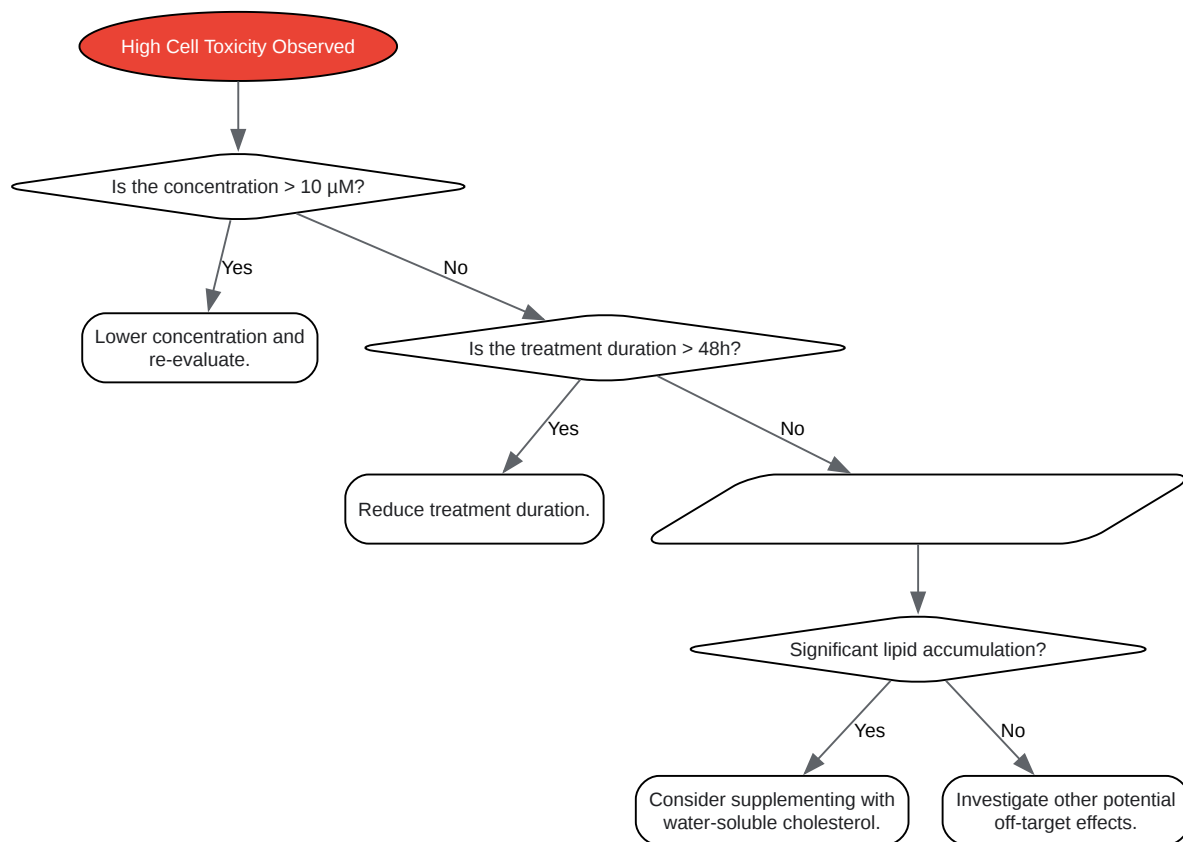 High Cell Toxicity Observed
Is the concentration > 10 µM?
Yes
No
Lower concentration and
re-evaluate.
Is the treatment duration > 48h?
Yes
No
Reduce treatment duration.
Significant lipid accumulation?
Yes
No
Consider supplementing with
water-soluble cholesterol.
Investigate other potential
off-target effects.